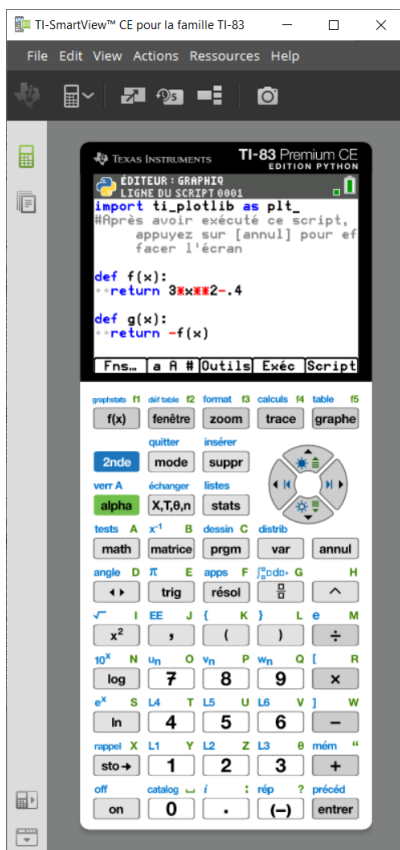 TI-SmartView™ CE pour la famille TI-83
File Edit View Actions Ressources Help
TEXAS INSTRUMENTS TI-83 Premium CE
EDITION PYTHON
ÉDITEUR : GRAPHIQ
LIGNE DU SCRIPT 0001
import ti_plotlib as plt_
#Après avoir exécuté ce script,
appuyez sur [annul] pour ef
facer l'écran
def f(x):
··return 3*x**2-.4
def g(x):
··return -f(x)
Fns… a A # Outils Exéc Script
graphstats f1 déf table f2 format f3 calculs f4 table f5
f(x) fenêtre zoom trace graphe
quitter insérer
2nde mode suppr
verr A échanger listes
alpha X,T,θ,n stats
tests A x⁻¹ B dessin C distrib
math matrice prgm var annul
angle D π E apps F G H
trig résol ^
√ I EE J { K } L e M
x² , ( ) ÷
10ˣ N uₙ O vₙ P wₙ Q [ R
log 7 8 9 ×
eˣ S L4 T L5 U L6 V ] W
ln 4 5 6 −
rappel X L1 Y L2 Z L3 θ mém “
sto→ 1 2 3 +
off catalog i : rép ? précéd
on 0 . (−) entrer